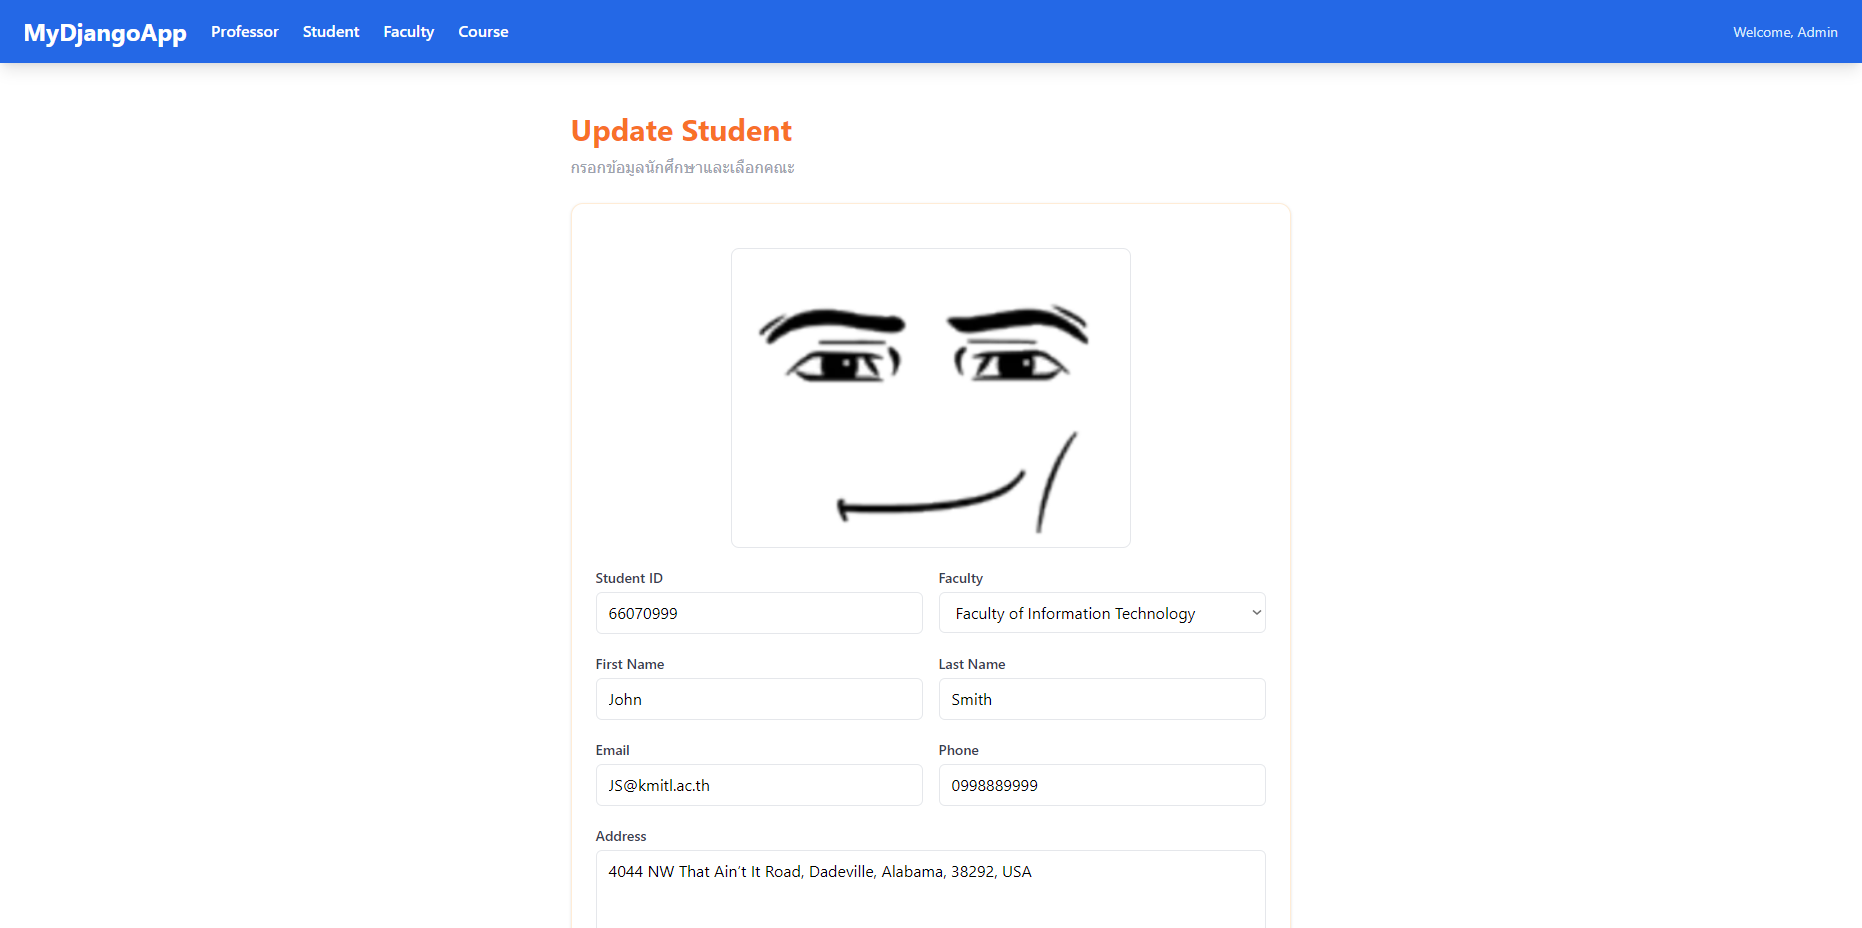 MyDjangoApp Professor Student Faculty Course Welcome, Admin
Update Student
กรอกข้อมูลนักศึกษาและเลือกคณะ
Student ID Faculty
66070999 Faculty of Information Technology
First Name Last Name
John Smith
Email Phone
JS@kmitl.ac.th 0998889999
Address
4044 NW That Ain’t It Road, Dadeville, Alabama, 38292, USA